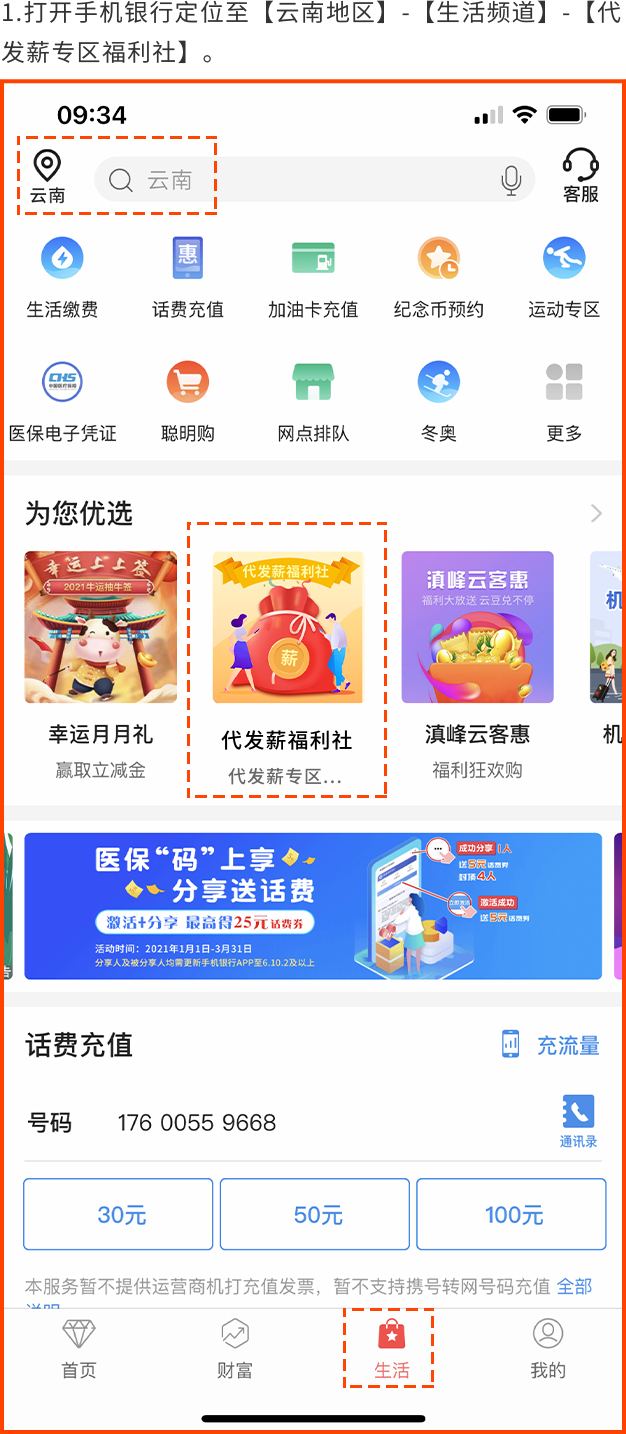 1.打开手机银行定位至【云南地区】-【生活频道】-【代
发薪专区福利社】。
09:34
云南
云南
客服
惠
生活缴费
话费充值
加油卡充值
纪念币预约
运动专区
CHS
中国医疗保障
医保电子凭证
聪明购
网点排队
冬奥
更多
为您优选
幸运上上签
2021牛运抽牛签
代发薪福利社
薪
滇峰云客惠
福利大放送 云豆兑不停
机
幸运月月礼
代发薪福利社
滇峰云客惠
机
赢取立减金
代发薪专区...
福利狂欢购
医保“码”上享
分享送话费
激活+分享 最高得25元话费券
活动时间：2021年1月1日-3月31日
分享人及被分享人均需更新手机银行APP至6.10.2及以上
成功分享1人
送5元话费券
封顶4人
立即激活
激活成功
送5元话费券
告
话费充值
充流量
号码
176 0055 9668
通讯录
30元
50元
100元
本服务暂不提供运营商机打充值发票，暂不支持携号转网号码充值 全部
说明
首页
财富
生活
我的